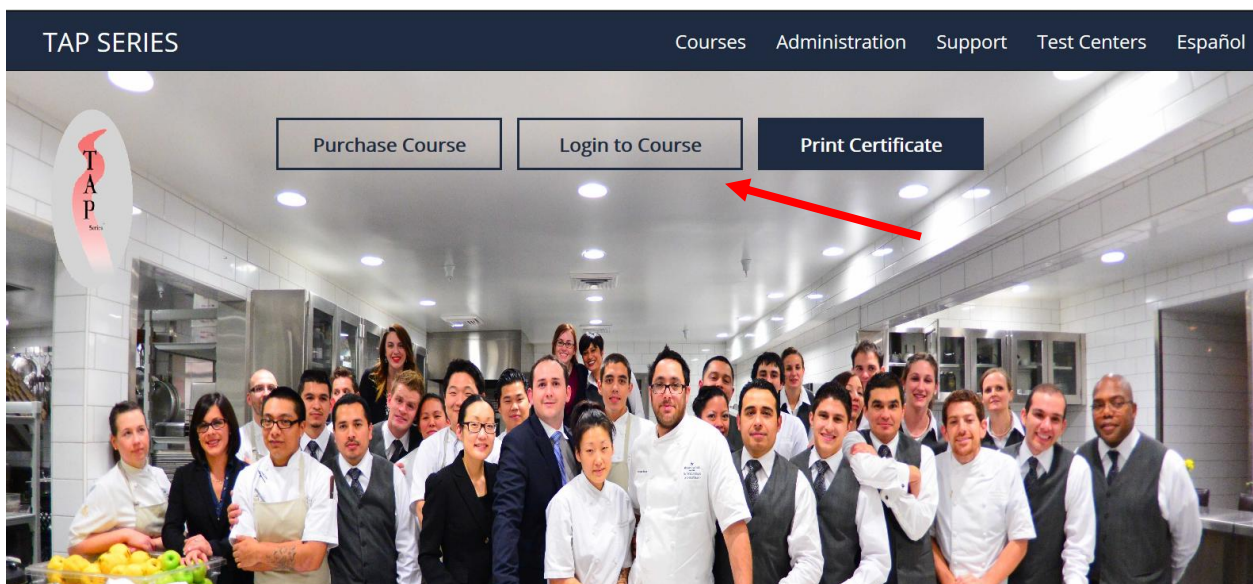 TAP SERIES
Courses Administration Support Test Centers Español
Purchase Course Login to Course Print Certificate
T
A
P
Series